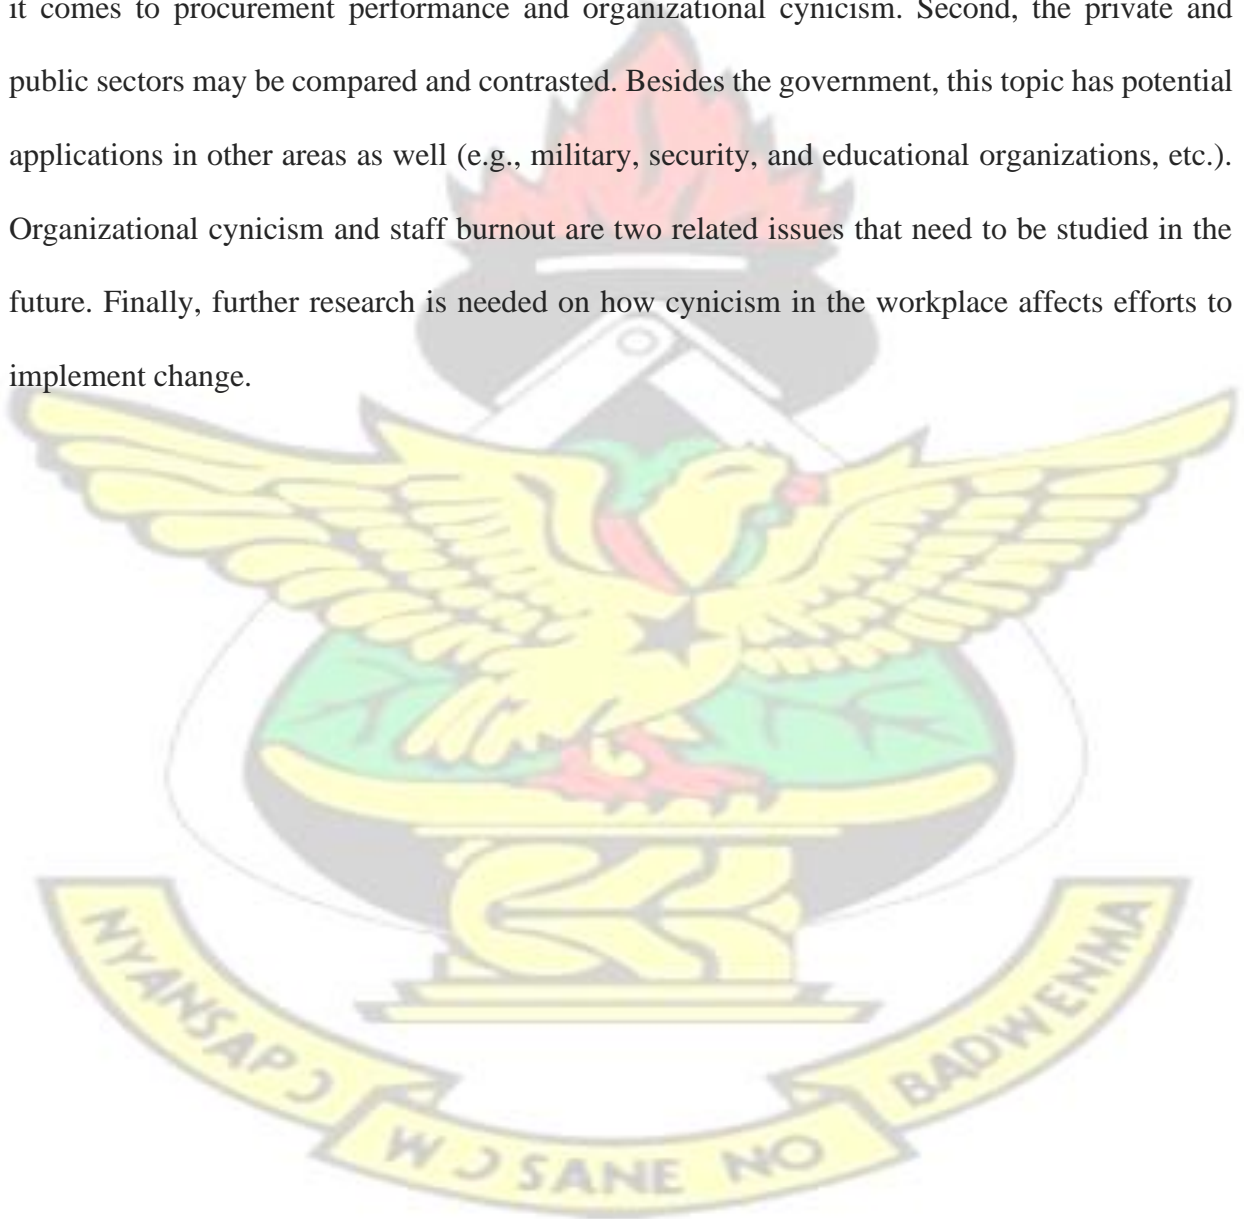 it comes to procurement performance and organizational cynicism. Second, the private and
public sectors may be compared and contrasted. Besides the government, this topic has potential
applications in other areas as well (e.g., military, security, and educational organizations, etc.).
Organizational cynicism and staff burnout are two related issues that need to be studied in the
future. Finally, further research is needed on how cynicism in the workplace affects efforts to
implement change.
NYANSAPƆ
WƆ SANE NO
BADWENMA